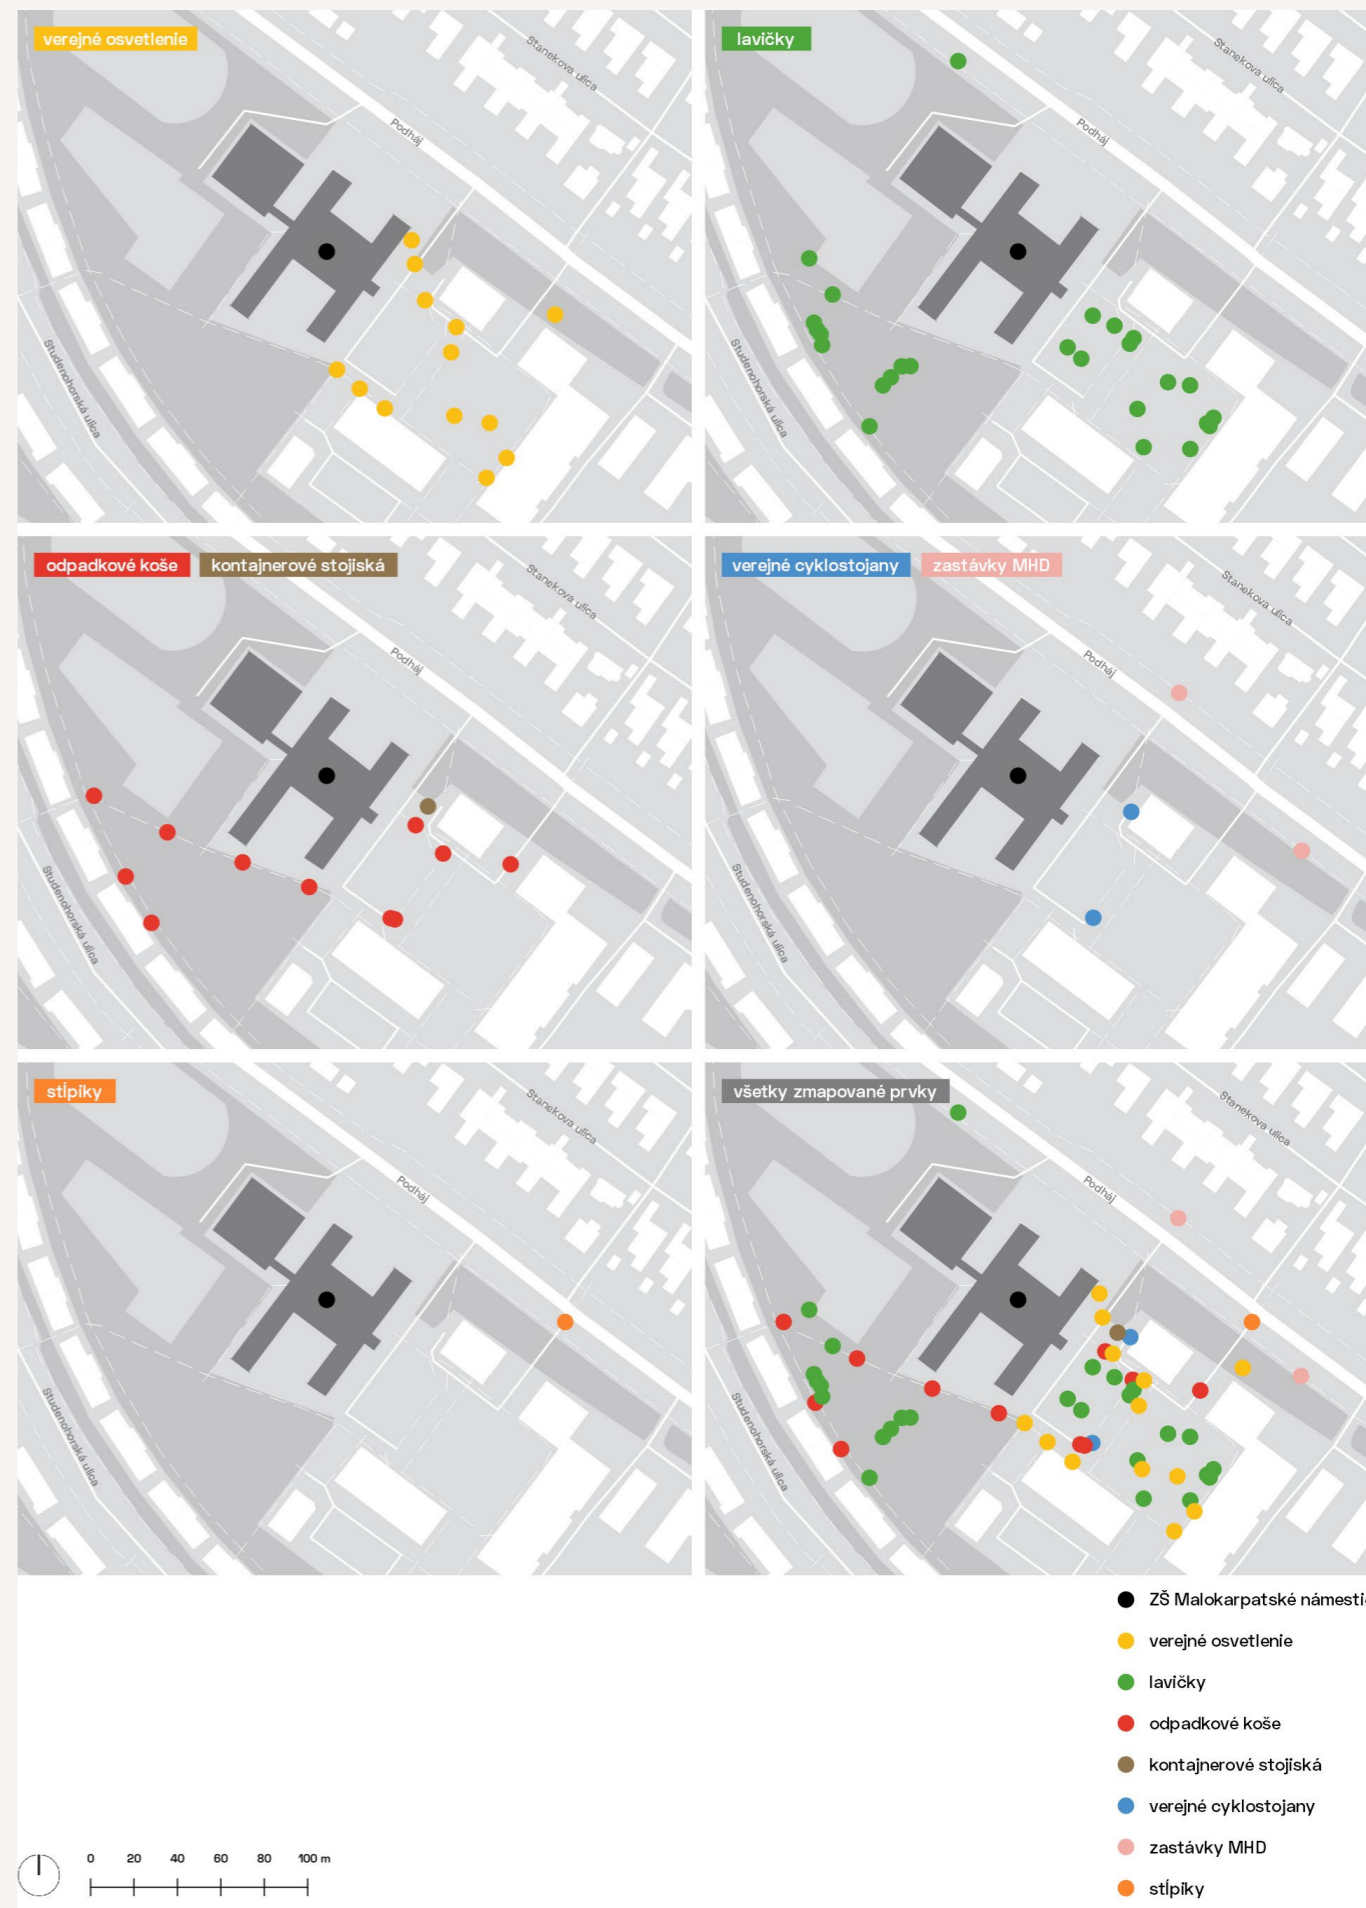 verejné osvetlenie
Stanekova ulica
Podháj
Studenohorská ulica
lavičky
Stanekova ulica
Podháj
Studenohorská ulica
odpadkové koše
kontajnerové stojiská
Stanekova ulica
Podháj
Studenohorská ulica
verejné cyklostojany
zastávky MHD
Stanekova ulica
Podháj
Studenohorská ulica
stĺpiky
Stanekova ulica
Podháj
Studenohorská ulica
všetky zmapované prvky
Stanekova ulica
Podháj
Studenohorská ulica
ZŠ Malokarpatské námesti
verejné osvetlenie
lavičky
odpadkové koše
kontajnerové stojiská
verejné cyklostojany
zastávky MHD
stĺpiky
0 20 40 60 80 100 m